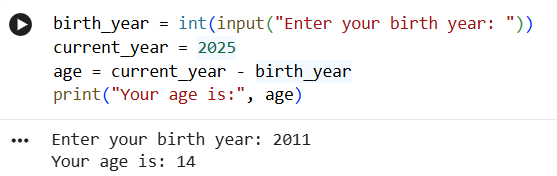 birth_year = int(input("Enter your birth year: "))
current_year = 2025
age = current_year - birth_year
print("Your age is:", age)
Enter your birth year: 2011
Your age is: 14